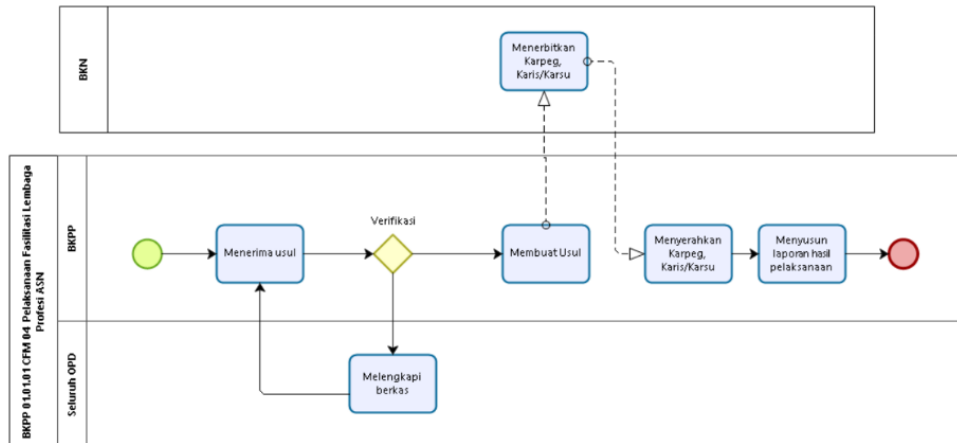 BKN
Menerbitkan
Karpeg,
Karis/Karsu
BKPP 01.01.01 CFM 04 Pelaksanaan Fasilitasi Lembaga
Profesi ASN
BKPP
Menerima usul
Verifikasi
Membuat Usul
Menyerahkan
Karpeg,
Karis/Karsu
Menyusun
laporan hasil
pelaksanaan
Seluruh OPD
Melengkapi
berkas